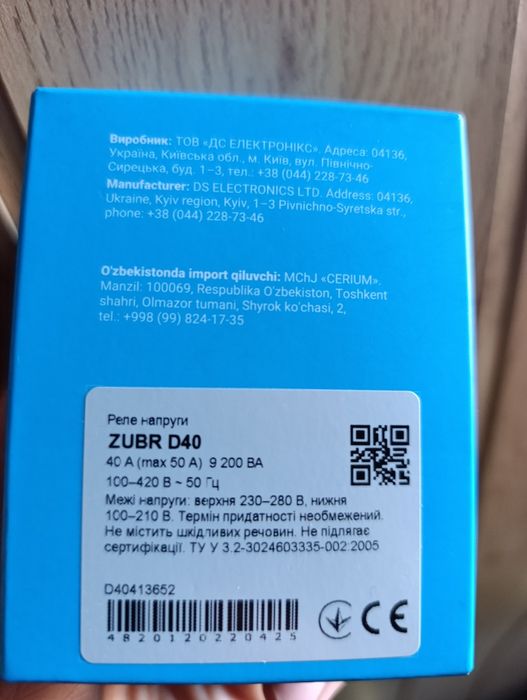 Виробник: ТОВ «ДС ЕЛЕКТРОНІКС». Адреса: 04136,
Україна, Київська обл., м. Київ, вул. Північно-
Сирецька, буд. 1–3, тел.: +38 (044) 228-73-46
Manufacturer: DS ELECTRONICS LTD. Address: 04136,
Ukraine, Kyiv region, Kyiv, 1–3 Pivnichno-Syretska str.,
phone: +38 (044) 228-73-46
O'zbekistonda import qiluvchi: MChJ «CERIUM».
Manzil: 100069, Respublika O'zbekiston, Toshkent
shahri, Olmazor tumani, Shyrok ko'chasi, 2,
tel.: +998 (99) 824-17-35
Реле напруги
ZUBR D40
40 А (max 50 А) 9 200 ВА
100–420 В ~ 50 Гц
Межі напруги: верхня 230–280 В, нижня
100–210 В. Термін придатності необмежений.
Не містить шкідливих речовин. Не підлягає
сертифікації. ТУ У 3.2-3024603335-002:2005
D40413652
4820120220425
CE